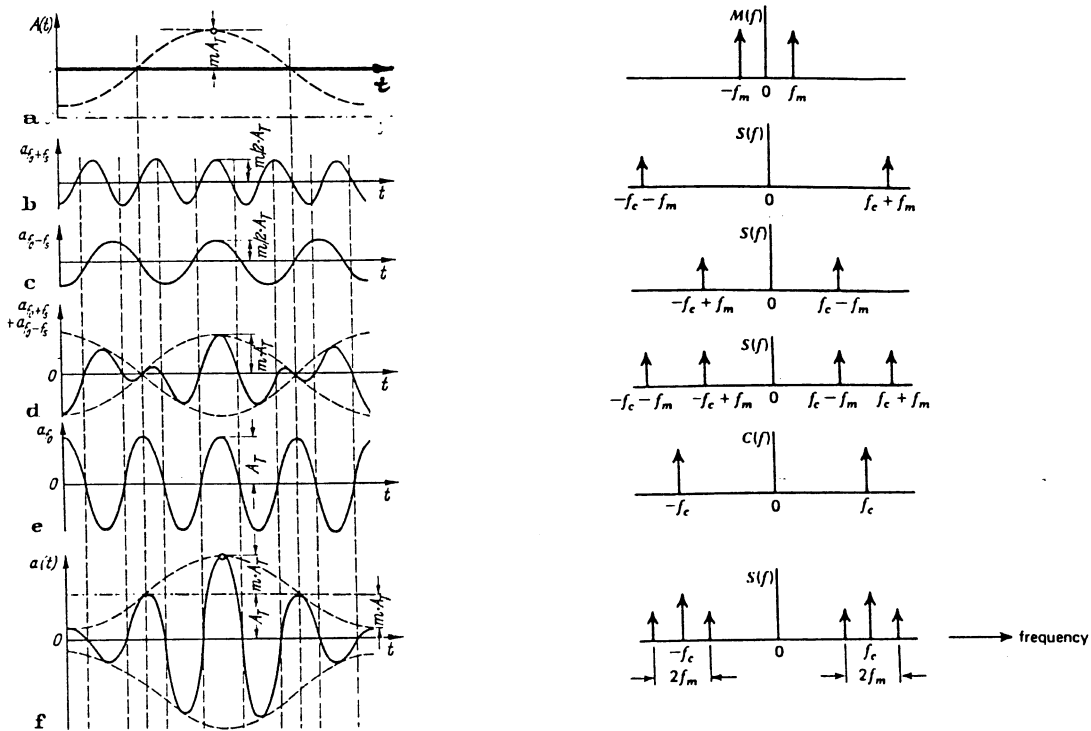 A(t)
mA_T
t
a
a_{f_0+f_s}
m/2·A_T
t
b
a_{f_0-f_s}
m/2·A_T
t
c
a_{f_0+f_s}
+a_{f_0-f_s}
m·A_T
0
t
d
a_{f_0}
A_T
0
t
e
a(t)
m·A_T
A_T
m·A_T
0
t
f
M(f)
-f_m 0 f_m
S(f)
-f_c - f_m 0 f_c + f_m
S(f)
-f_c + f_m 0 f_c - f_m
S(f)
-f_c - f_m -f_c + f_m 0 f_c - f_m f_c + f_m
C(f)
-f_c 0 f_c
S(f)
frequency
-f_c 0 f_c
2f_m 2f_m